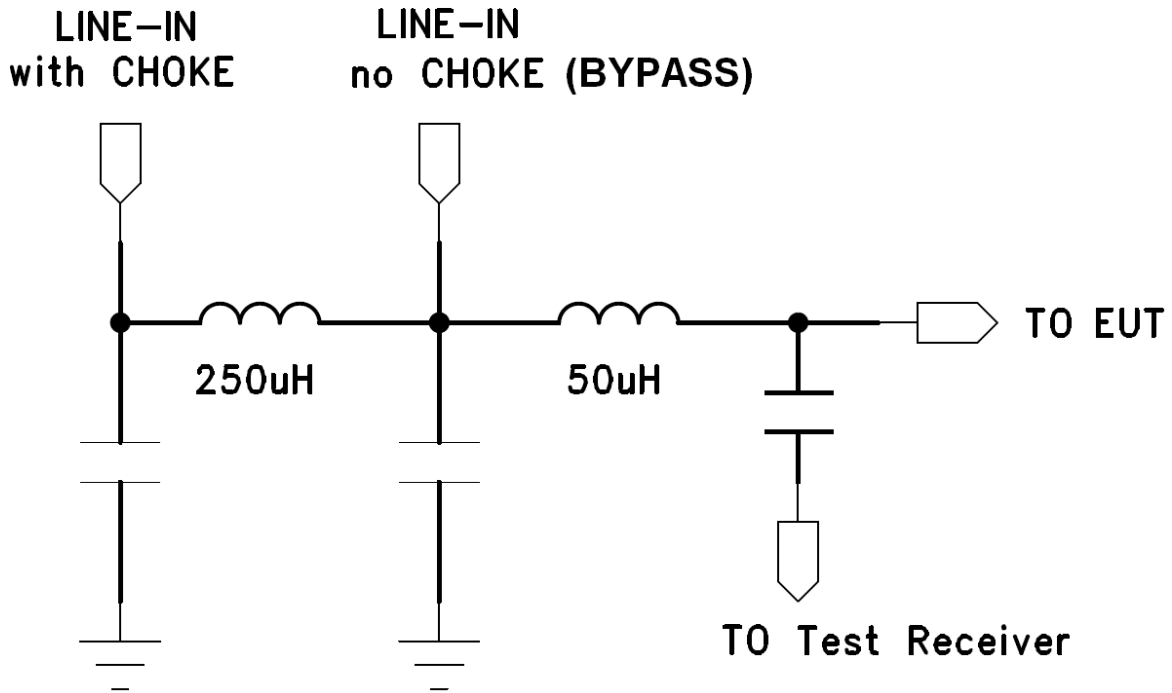 LINE-IN
with CHOKE
LINE-IN
no CHOKE (BYPASS)
250uH
50uH
TO EUT
TO Test Receiver